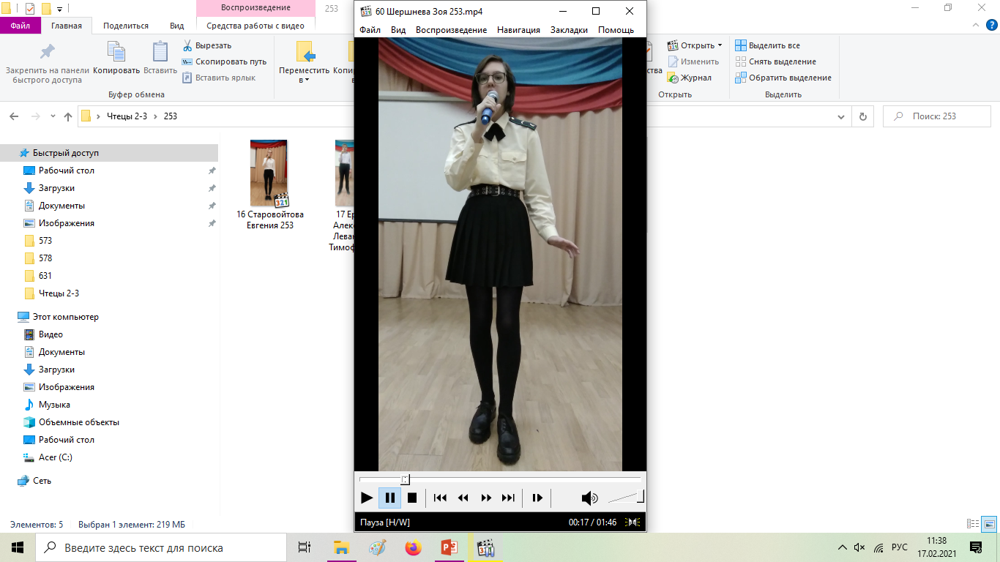 Воспроизведение
253
Файл
Главная
Поделиться
Вид
Средства работы с видео
60 Шершнева Зоя 253.mp4
Файл Вид Воспроизведение Навигация Закладки Помощь
Закрепить на панели
быстрого доступа
Копировать
Вставить
Вырезать
Скопировать путь
Вставить ярлык
Буфер обмена
Переместить
в
Открыть
Изменить
Журнал
Открыть
Выделить все
Снять выделение
Обратить выделение
Выделить
Чтецы 2-3 > 253
Поиск: 253
Быстрый доступ
Рабочий стол
Загрузки
Документы
Изображения
573
578
631
Чтецы 2-3
Этот компьютер
Видео
Документы
Загрузки
Изображения
Музыка
Объемные объекты
Рабочий стол
Acer (C:)
Сеть
321
16 Старовойтова
Евгения 253
17
Элементов: 5 Выбран 1 элемент: 219 МБ
Пауза [H/W]
00:17 / 01:46
Введите здесь текст для поиска
РУС
11:38
17.02.2021